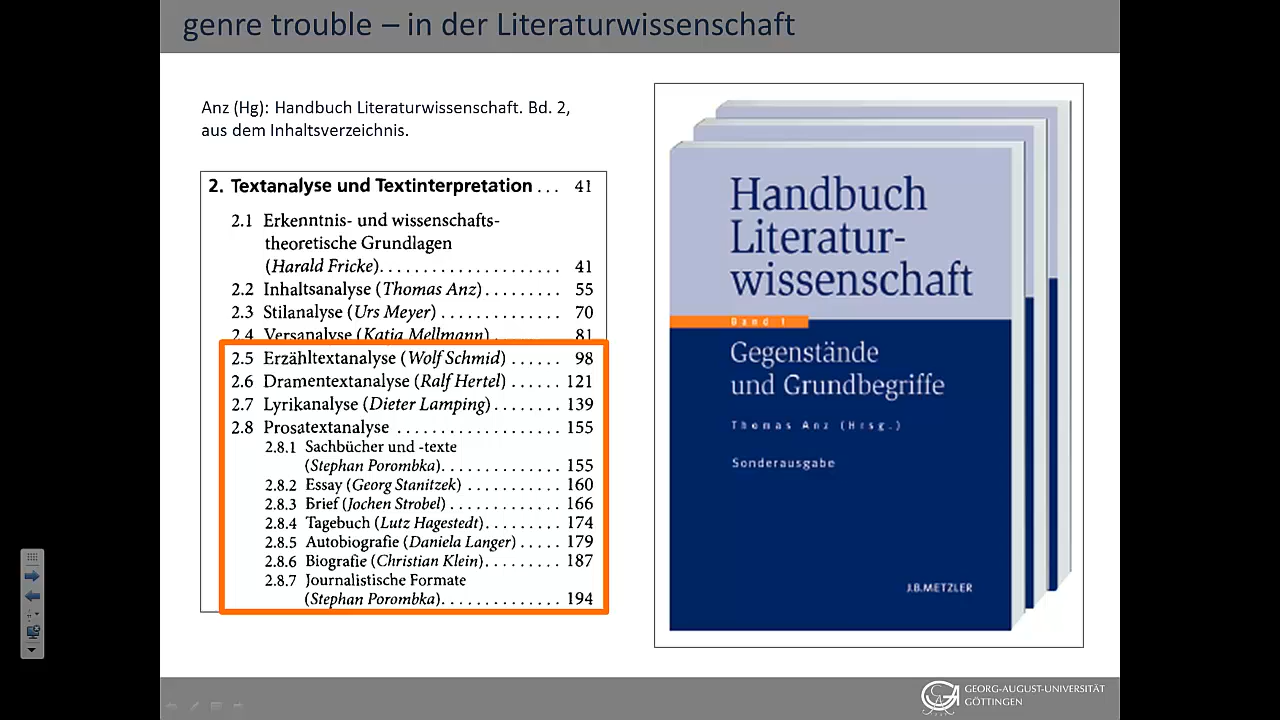 genre trouble – in der Literaturwissenschaft
Anz (Hg): Handbuch Literaturwissenschaft. Bd. 2,
aus dem Inhaltsverzeichnis.
2. Textanalyse und Textinterpretation ... 41
2.1 Erkenntnis- und wissenschafts-
theoretische Grundlagen
(Harald Fricke). . . . . . . . . . . . . . . . . . . . . 41
2.2 Inhaltsanalyse (Thomas Anz) . . . . . . . . . 55
2.3 Stilanalyse (Urs Meyer) . . . . . . . . . . . . . . 70
2.4 Versanalyse (Katja Mellmann) . . . . . . . . 81
2.5 Erzähltextanalyse (Wolf Schmid) . . . . . . 98
2.6 Dramentextanalyse (Ralf Hertel) . . . . . . 121
2.7 Lyrikanalyse (Dieter Lamping) . . . . . . . . 139
2.8 Prosatextanalyse . . . . . . . . . . . . . . . . . . . 155
2.8.1 Sachbücher und -texte
(Stephan Porombka). . . . . . . . . . . . . . 155
2.8.2 Essay (Georg Stanitzek) . . . . . . . . . . . 160
2.8.3 Brief (Jochen Strobel) . . . . . . . . . . . . . 166
2.8.4 Tagebuch (Lutz Hagestedt). . . . . . . . . 174
2.8.5 Autobiografie (Daniela Langer) . . . . . 179
2.8.6 Biografie (Christian Klein). . . . . . . . . 187
2.8.7 Journalistische Formate
(Stephan Porombka). . . . . . . . . . . . . . 194
Handbuch
Literatur-
wissenschaft
Band 1
Gegenstände
und Grundbegriffe
Thomas Anz (Hrsg.)
Sonderausgabe
J.B.METZLER
GEORG-AUGUST-UNIVERSITÄT
GÖTTINGEN